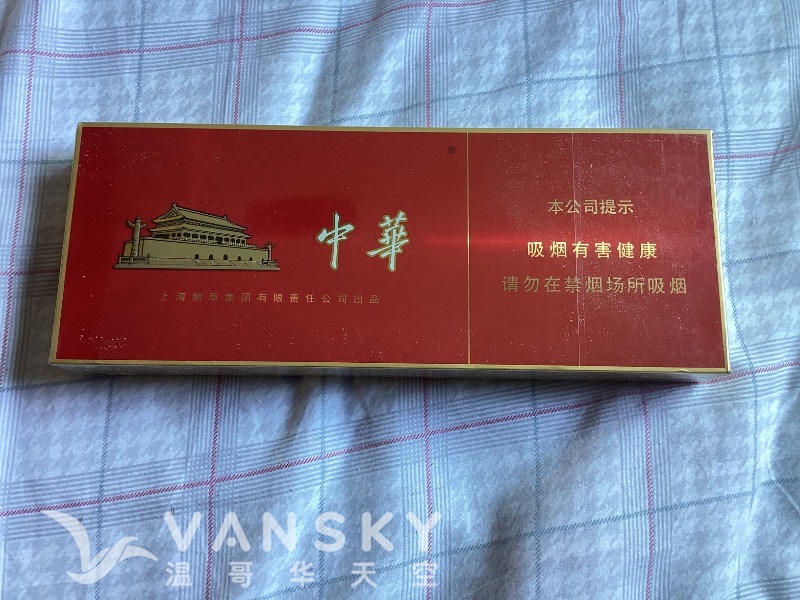 中華
®
上海烟草集团有限责任公司出品
本公司提示
吸烟有害健康
请勿在禁烟场所吸烟
VANSKY
温哥华天空